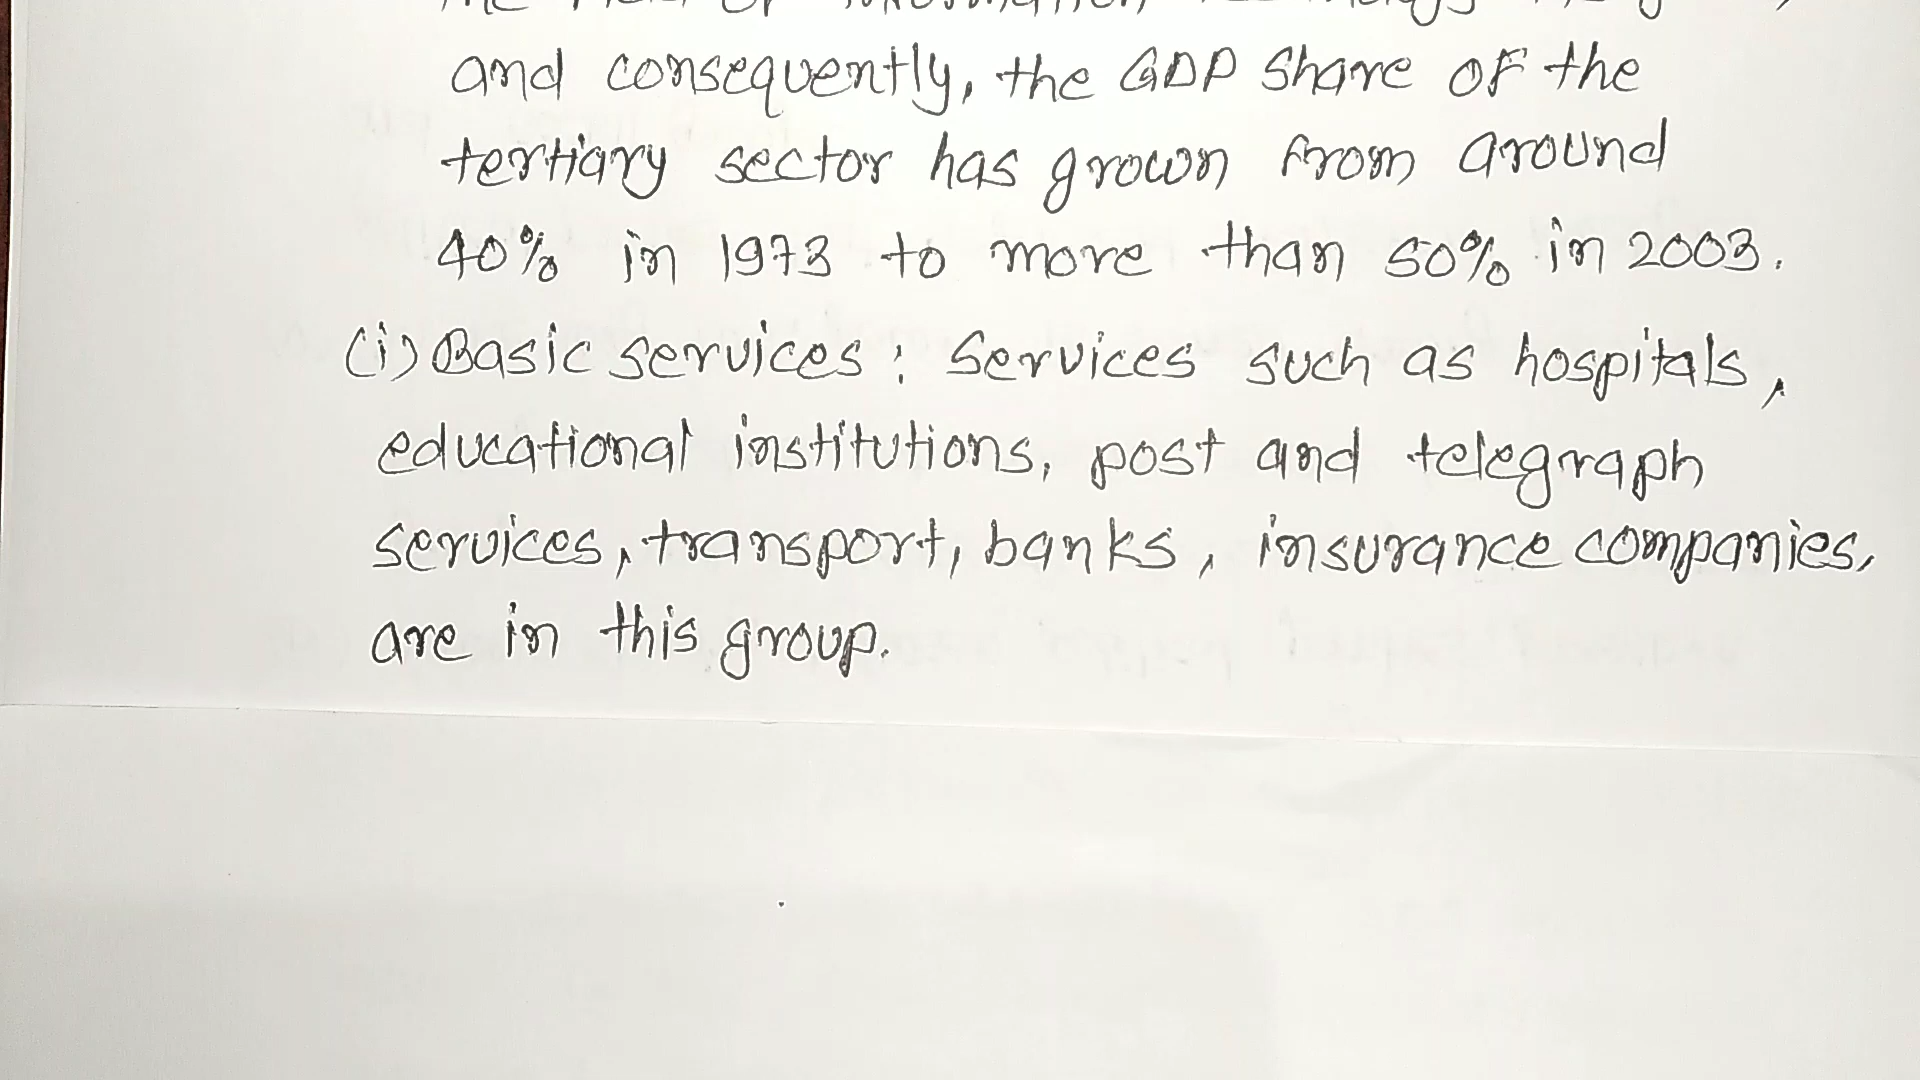 and consequently, the GDP share of the
tertiary sector has grown from around
40% in 1973 to more than 50% in 2003.
(i) Basic services : Services such as hospitals,
educational institutions, post and telegraph
services, transport, banks, insurance companies,
are in this group.